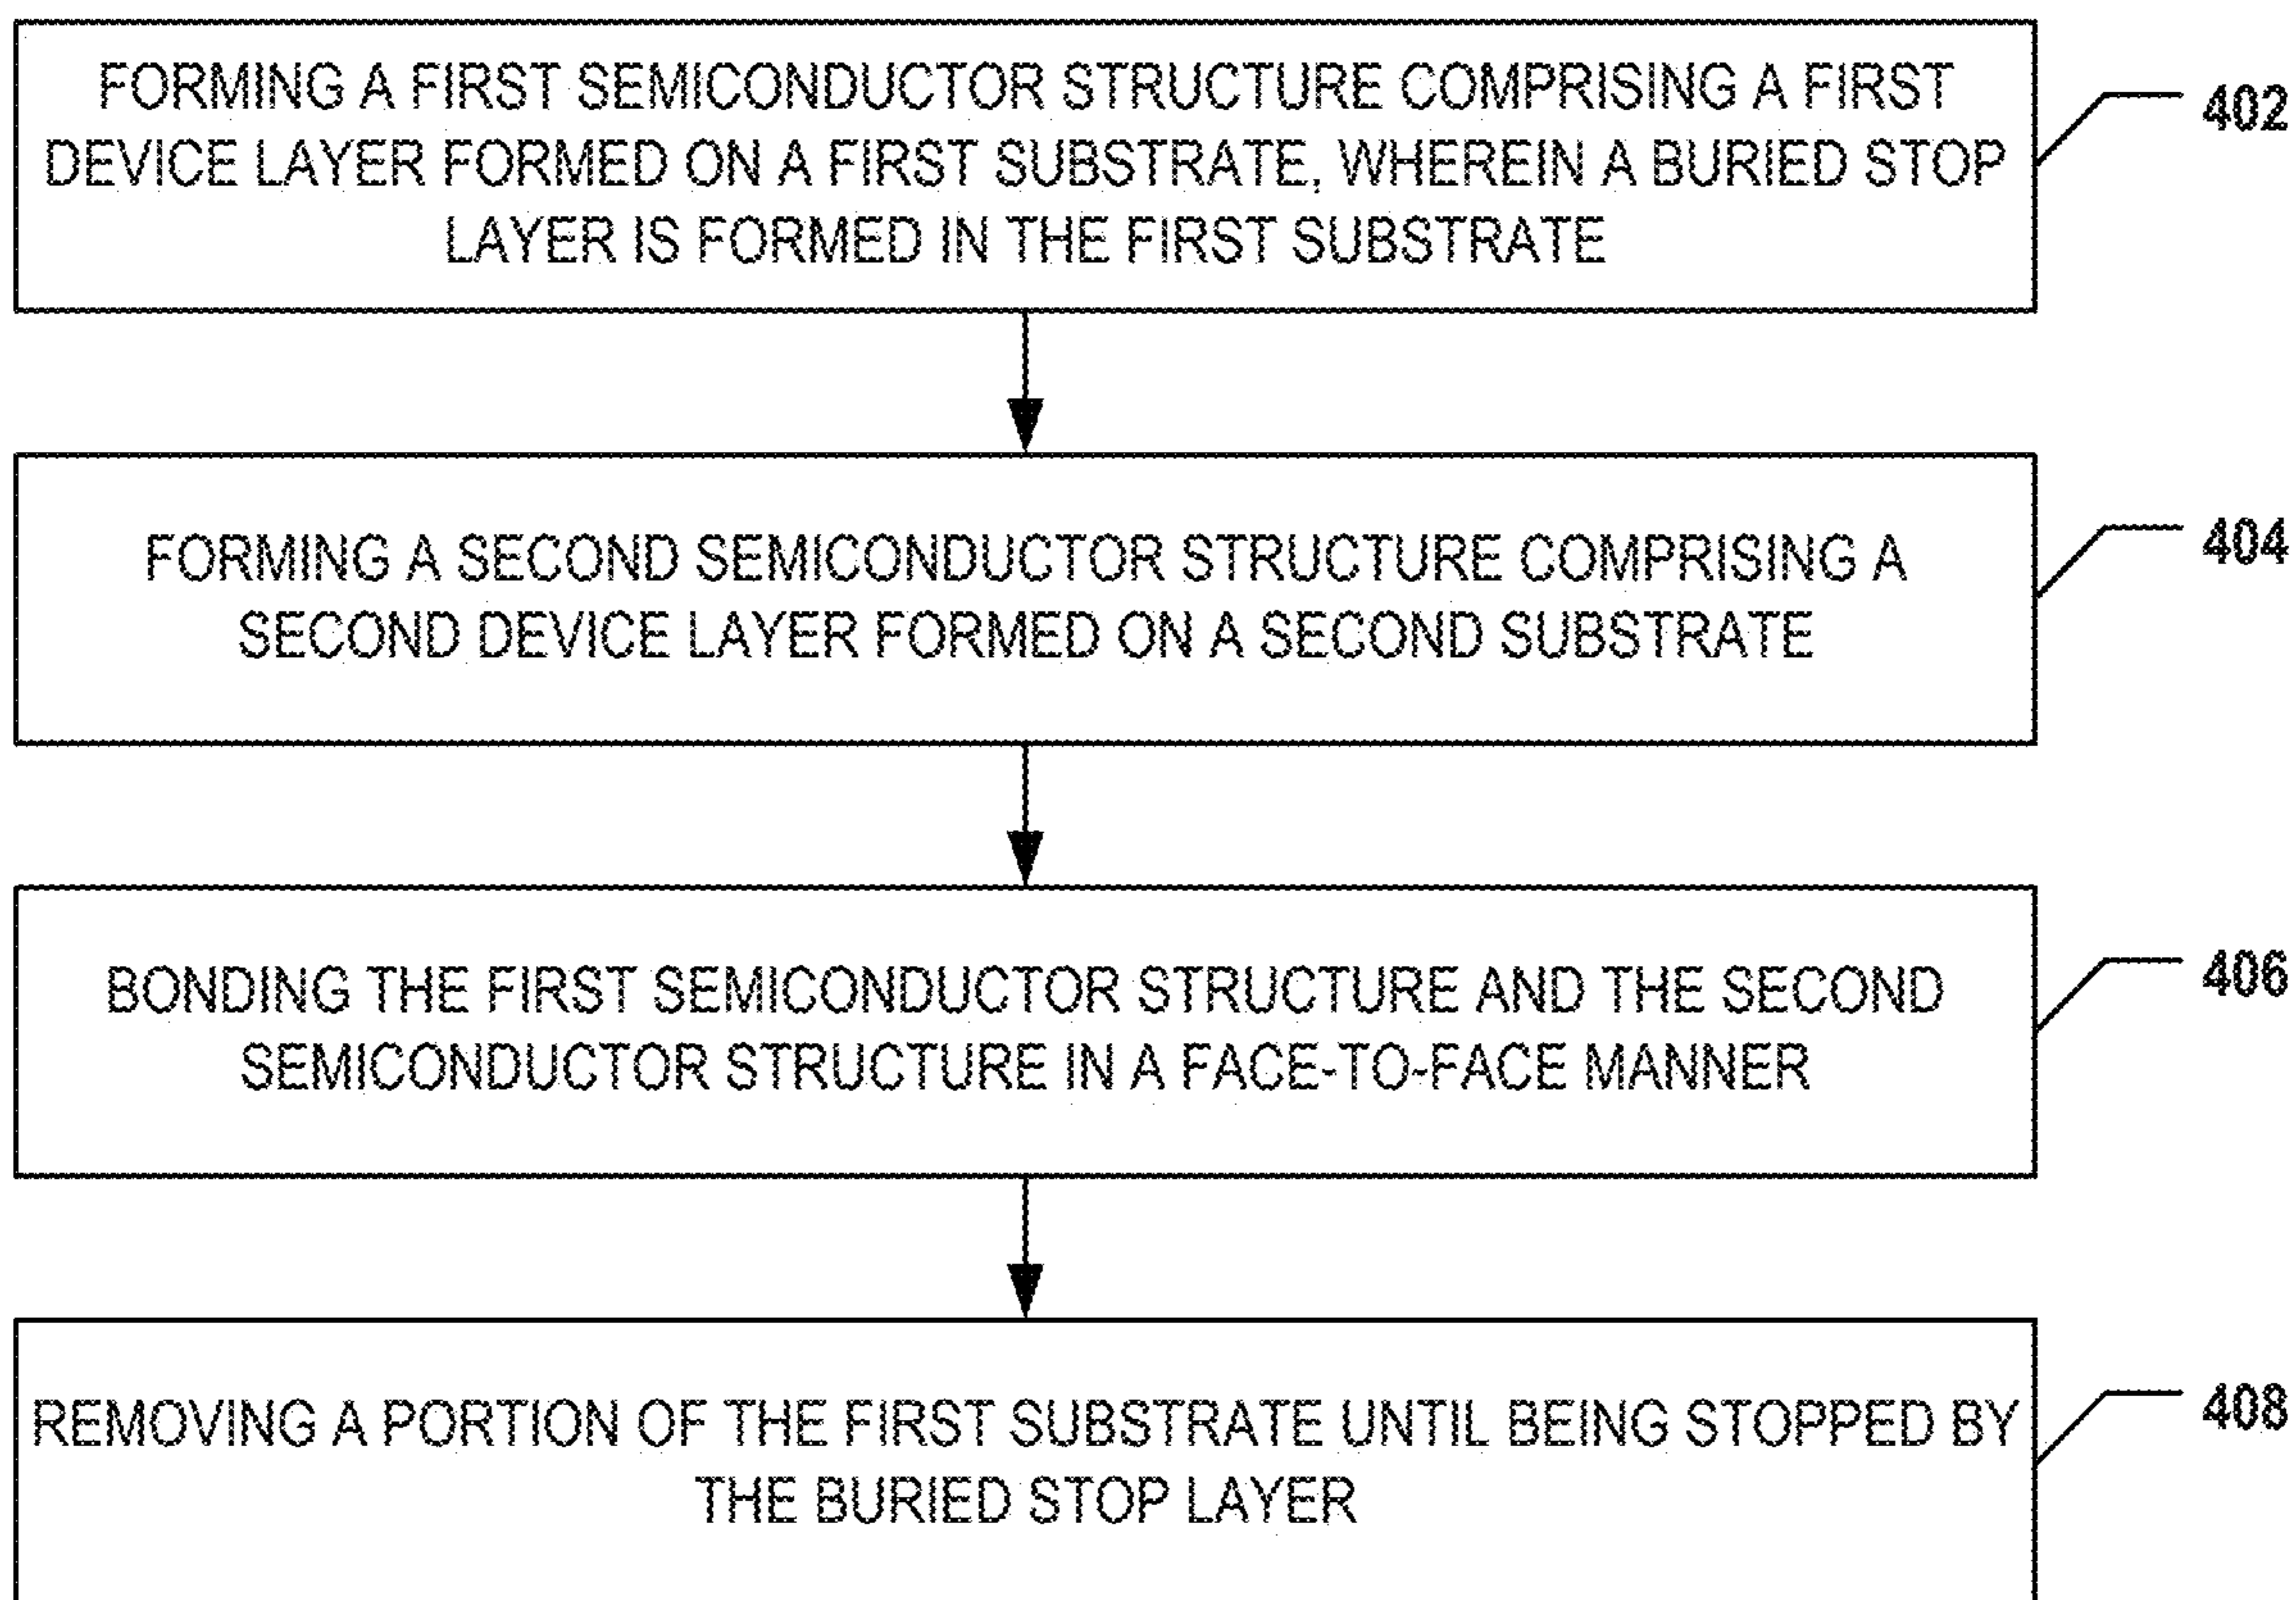 FORMING A FIRST SEMICONDUCTOR STRUCTURE COMPRISING A FIRST
DEVICE LAYER FORMED ON A FIRST SUBSTRATE, WHEREIN A BURIED STOP
LAYER IS FORMED IN THE FIRST SUBSTRATE
402
FORMING A SECOND SEMICONDUCTOR STRUCTURE COMPRISING A
SECOND DEVICE LAYER FORMED ON A SECOND SUBSTRATE
404
BONDING THE FIRST SEMICONDUCTOR STRUCTURE AND THE SECOND
SEMICONDUCTOR STRUCTURE IN A FACE-TO-FACE MANNER
406
REMOVING A PORTION OF THE FIRST SUBSTRATE UNTIL BEING STOPPED BY
THE BURIED STOP LAYER
408